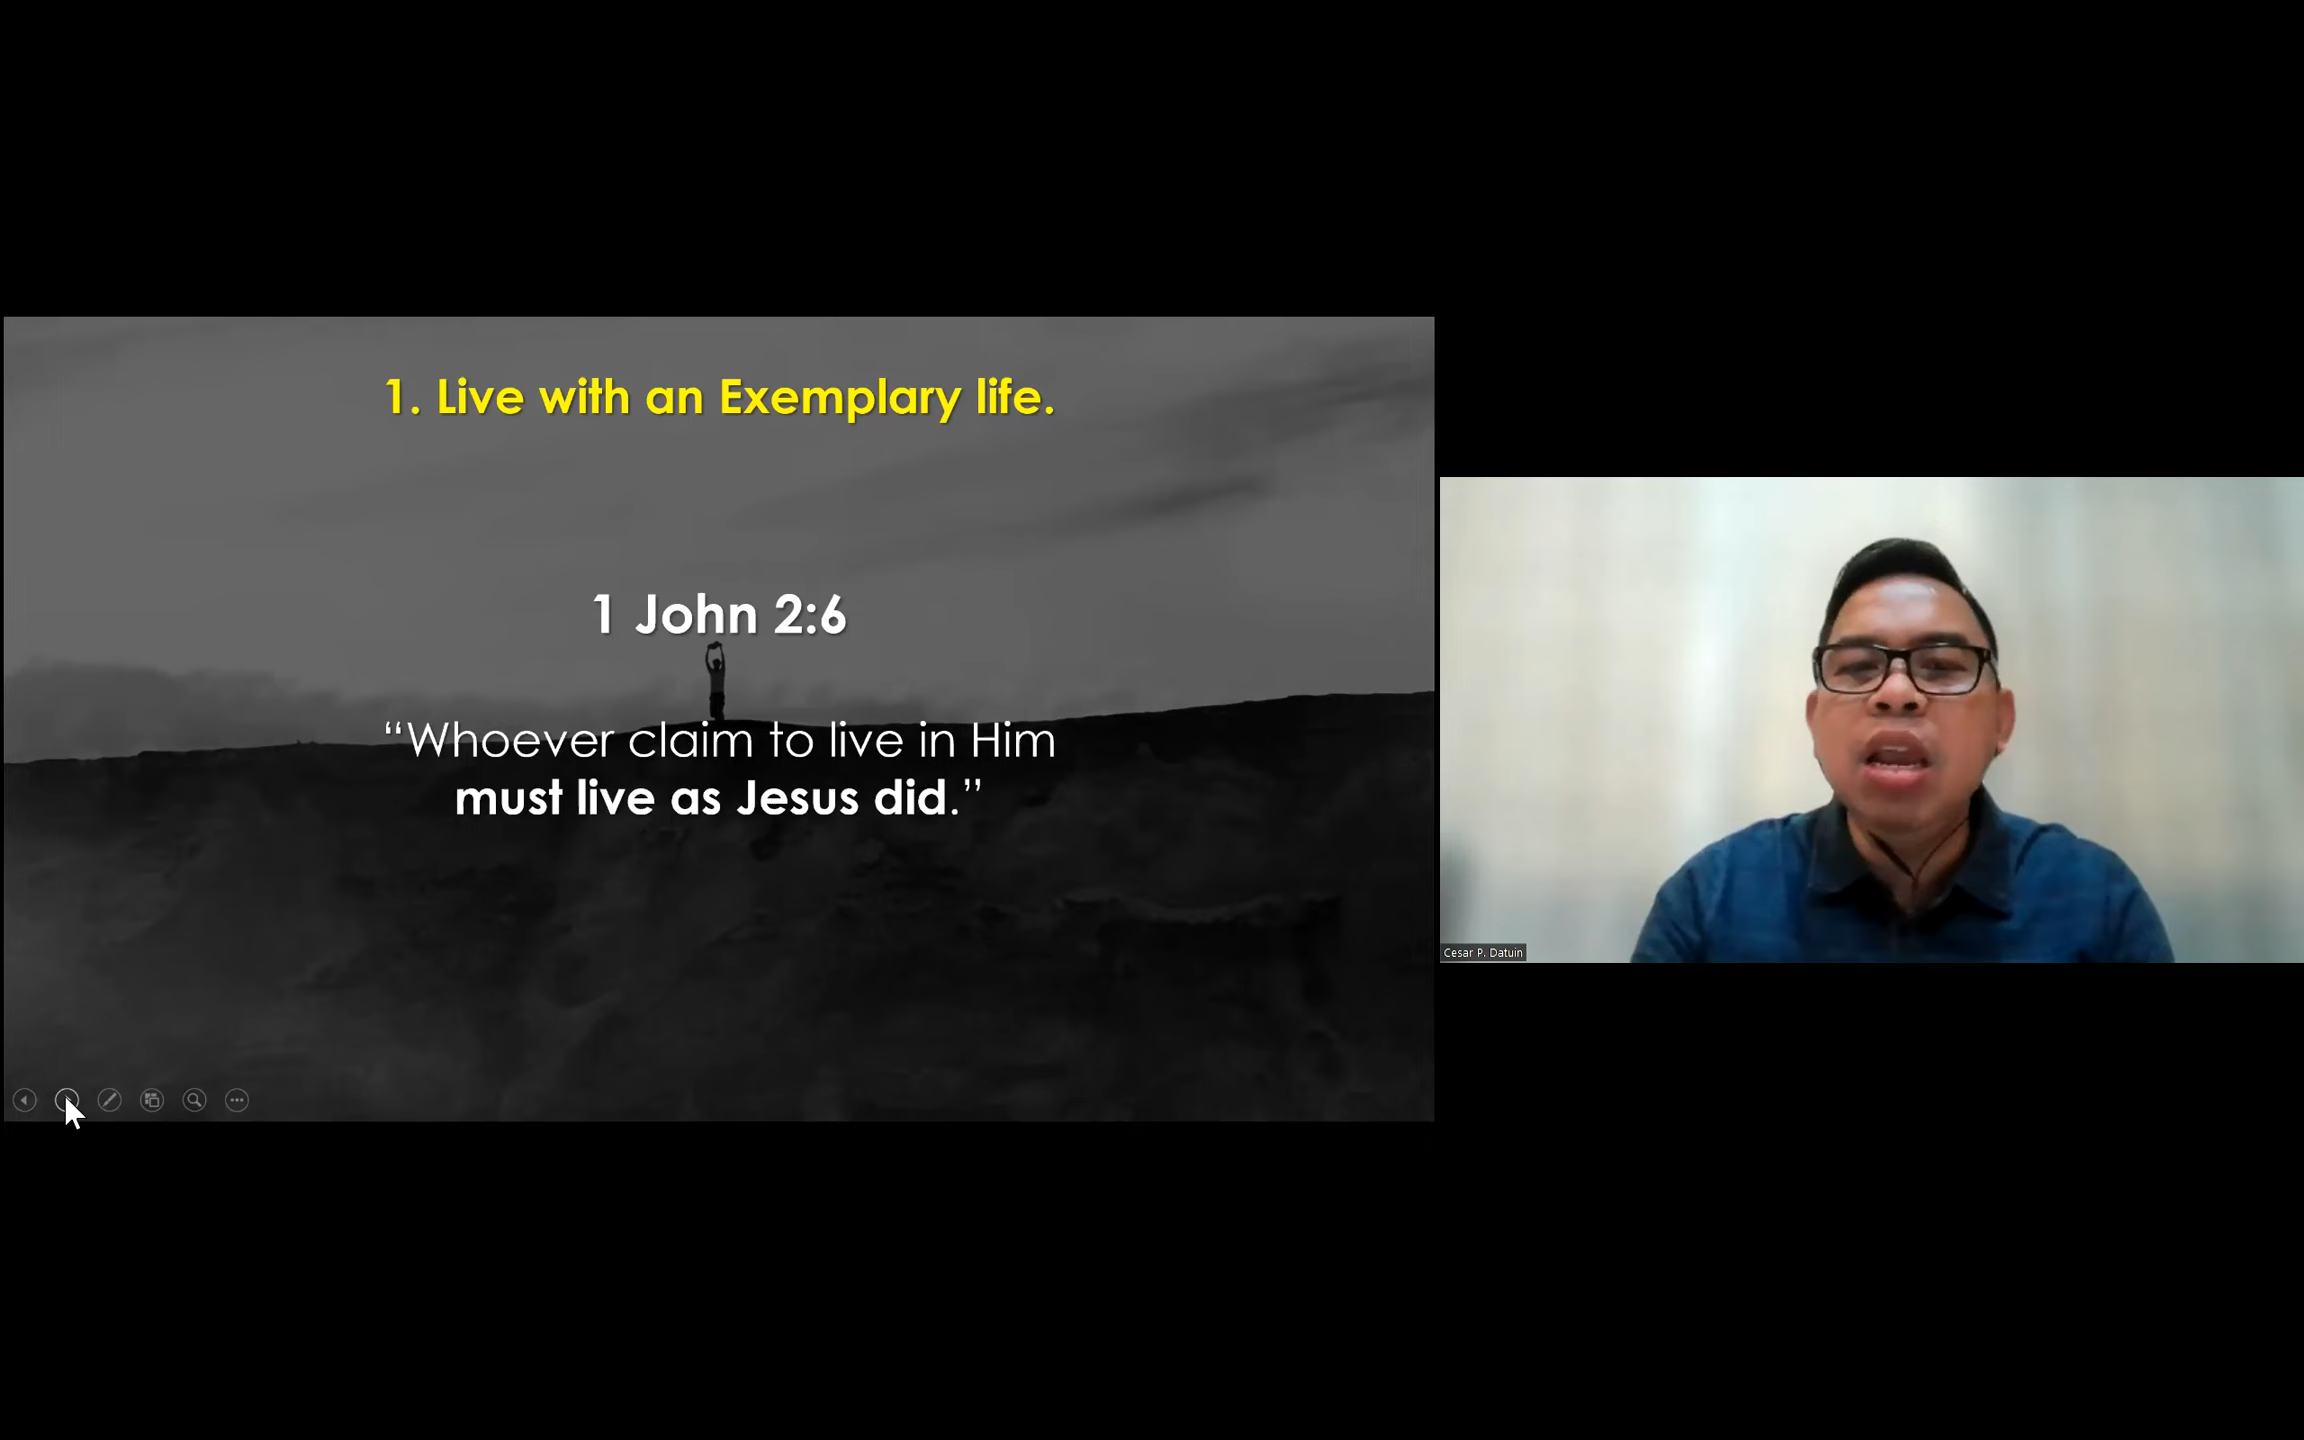 1. Live with an Exemplary life.
1 John 2:6
“Whoever claim to live in Him
must live as Jesus did.”
Cesar P. Datuin